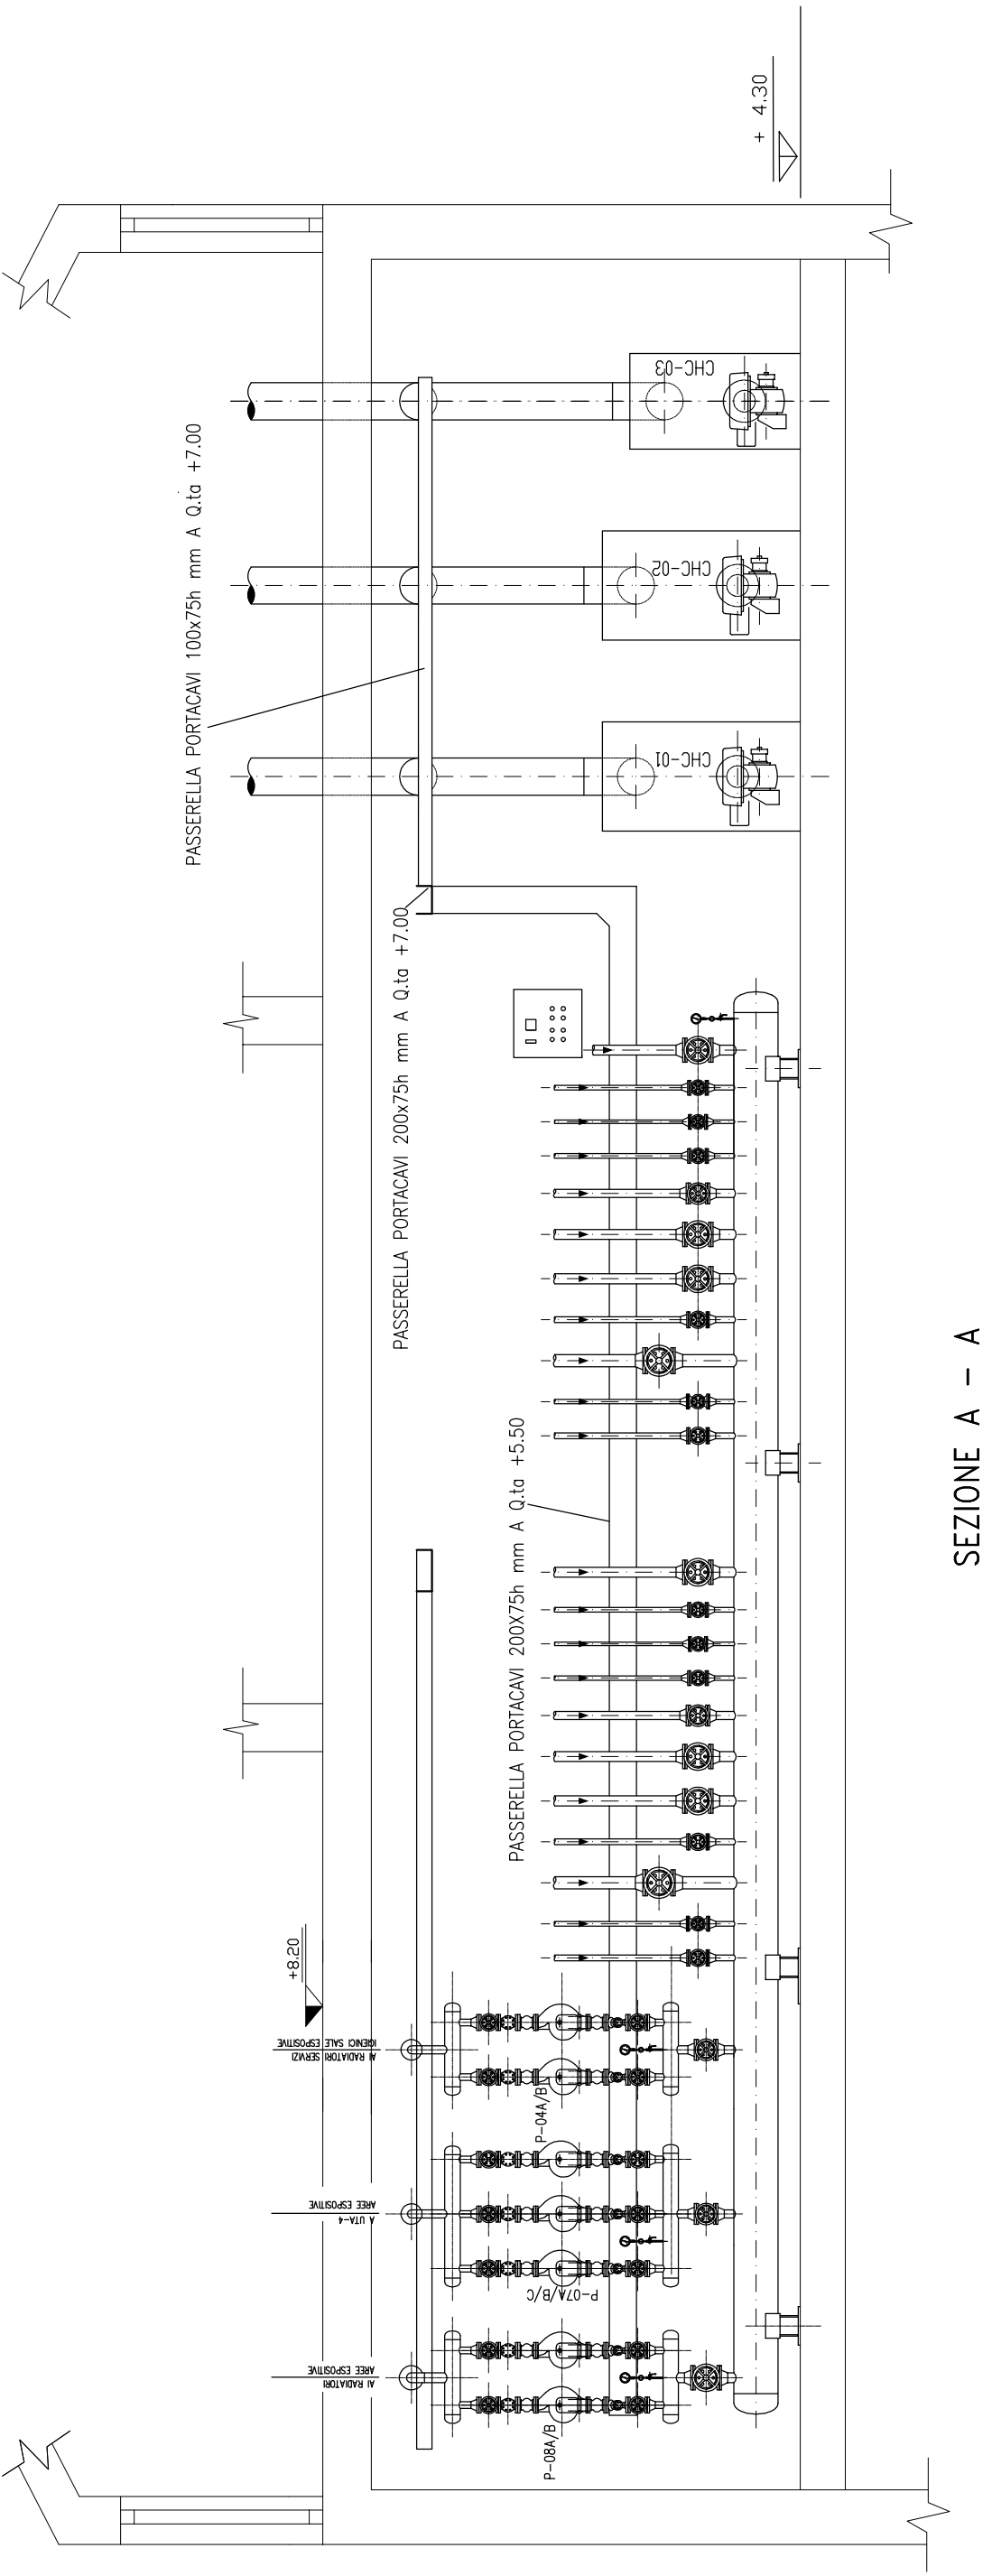 + 4.30
CHC-03
PASSERELLA PORTACAVI 100x75h mm A Q.ta +7.00
CHC-02
CHC-01
PASSERELLA PORTACAVI 200x75h mm A Q.ta +7.00
PASSERELLA PORTACAVI 200X75h mm A Q.ta +5.50
+8.20
AI RADIATORI SERVIZI
IGIENICI SALE ESPOSITIVE
P-04A/B
A UTA-4
AREE ESPOSITIVE
P-07A/B/C
AI RADIATORI
AREE ESPOSITIVE
P-08A/B
SEZIONE A - A